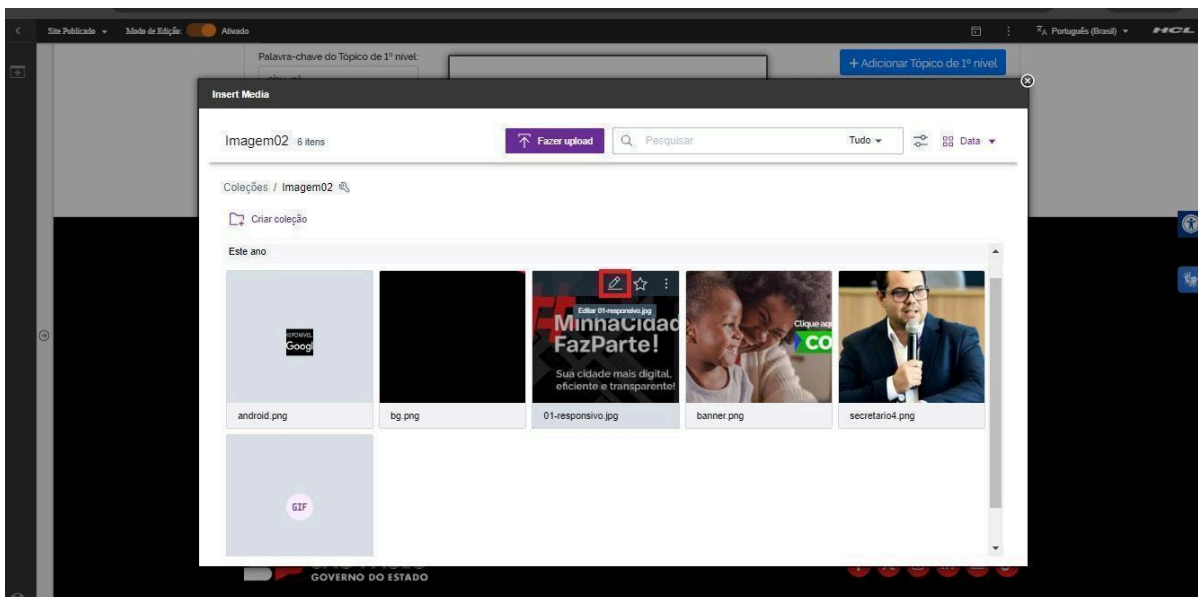 Site Publicado
Modo de Edição:
Ativado
Português (Brasil)
HCL
Palavra-chave do Tópico de 1º nível:
+ Adicionar Tópico de 1º nível
Insert Media
Imagem02 6 itens
Fazer upload
Pesquisar
Tudo
Data
Coleções / Imagem02
Criar coleção
Este ano
Editar 01-responsivo.jpg
MinhaCidad
FazParte!
Sua cidade mais digital,
eficiente e transparente!
Clique aq
CO
Googl
android.png
bg.png
01-responsivo.jpg
banner.png
secretario4.png
GIF
GOVERNO DO ESTADO